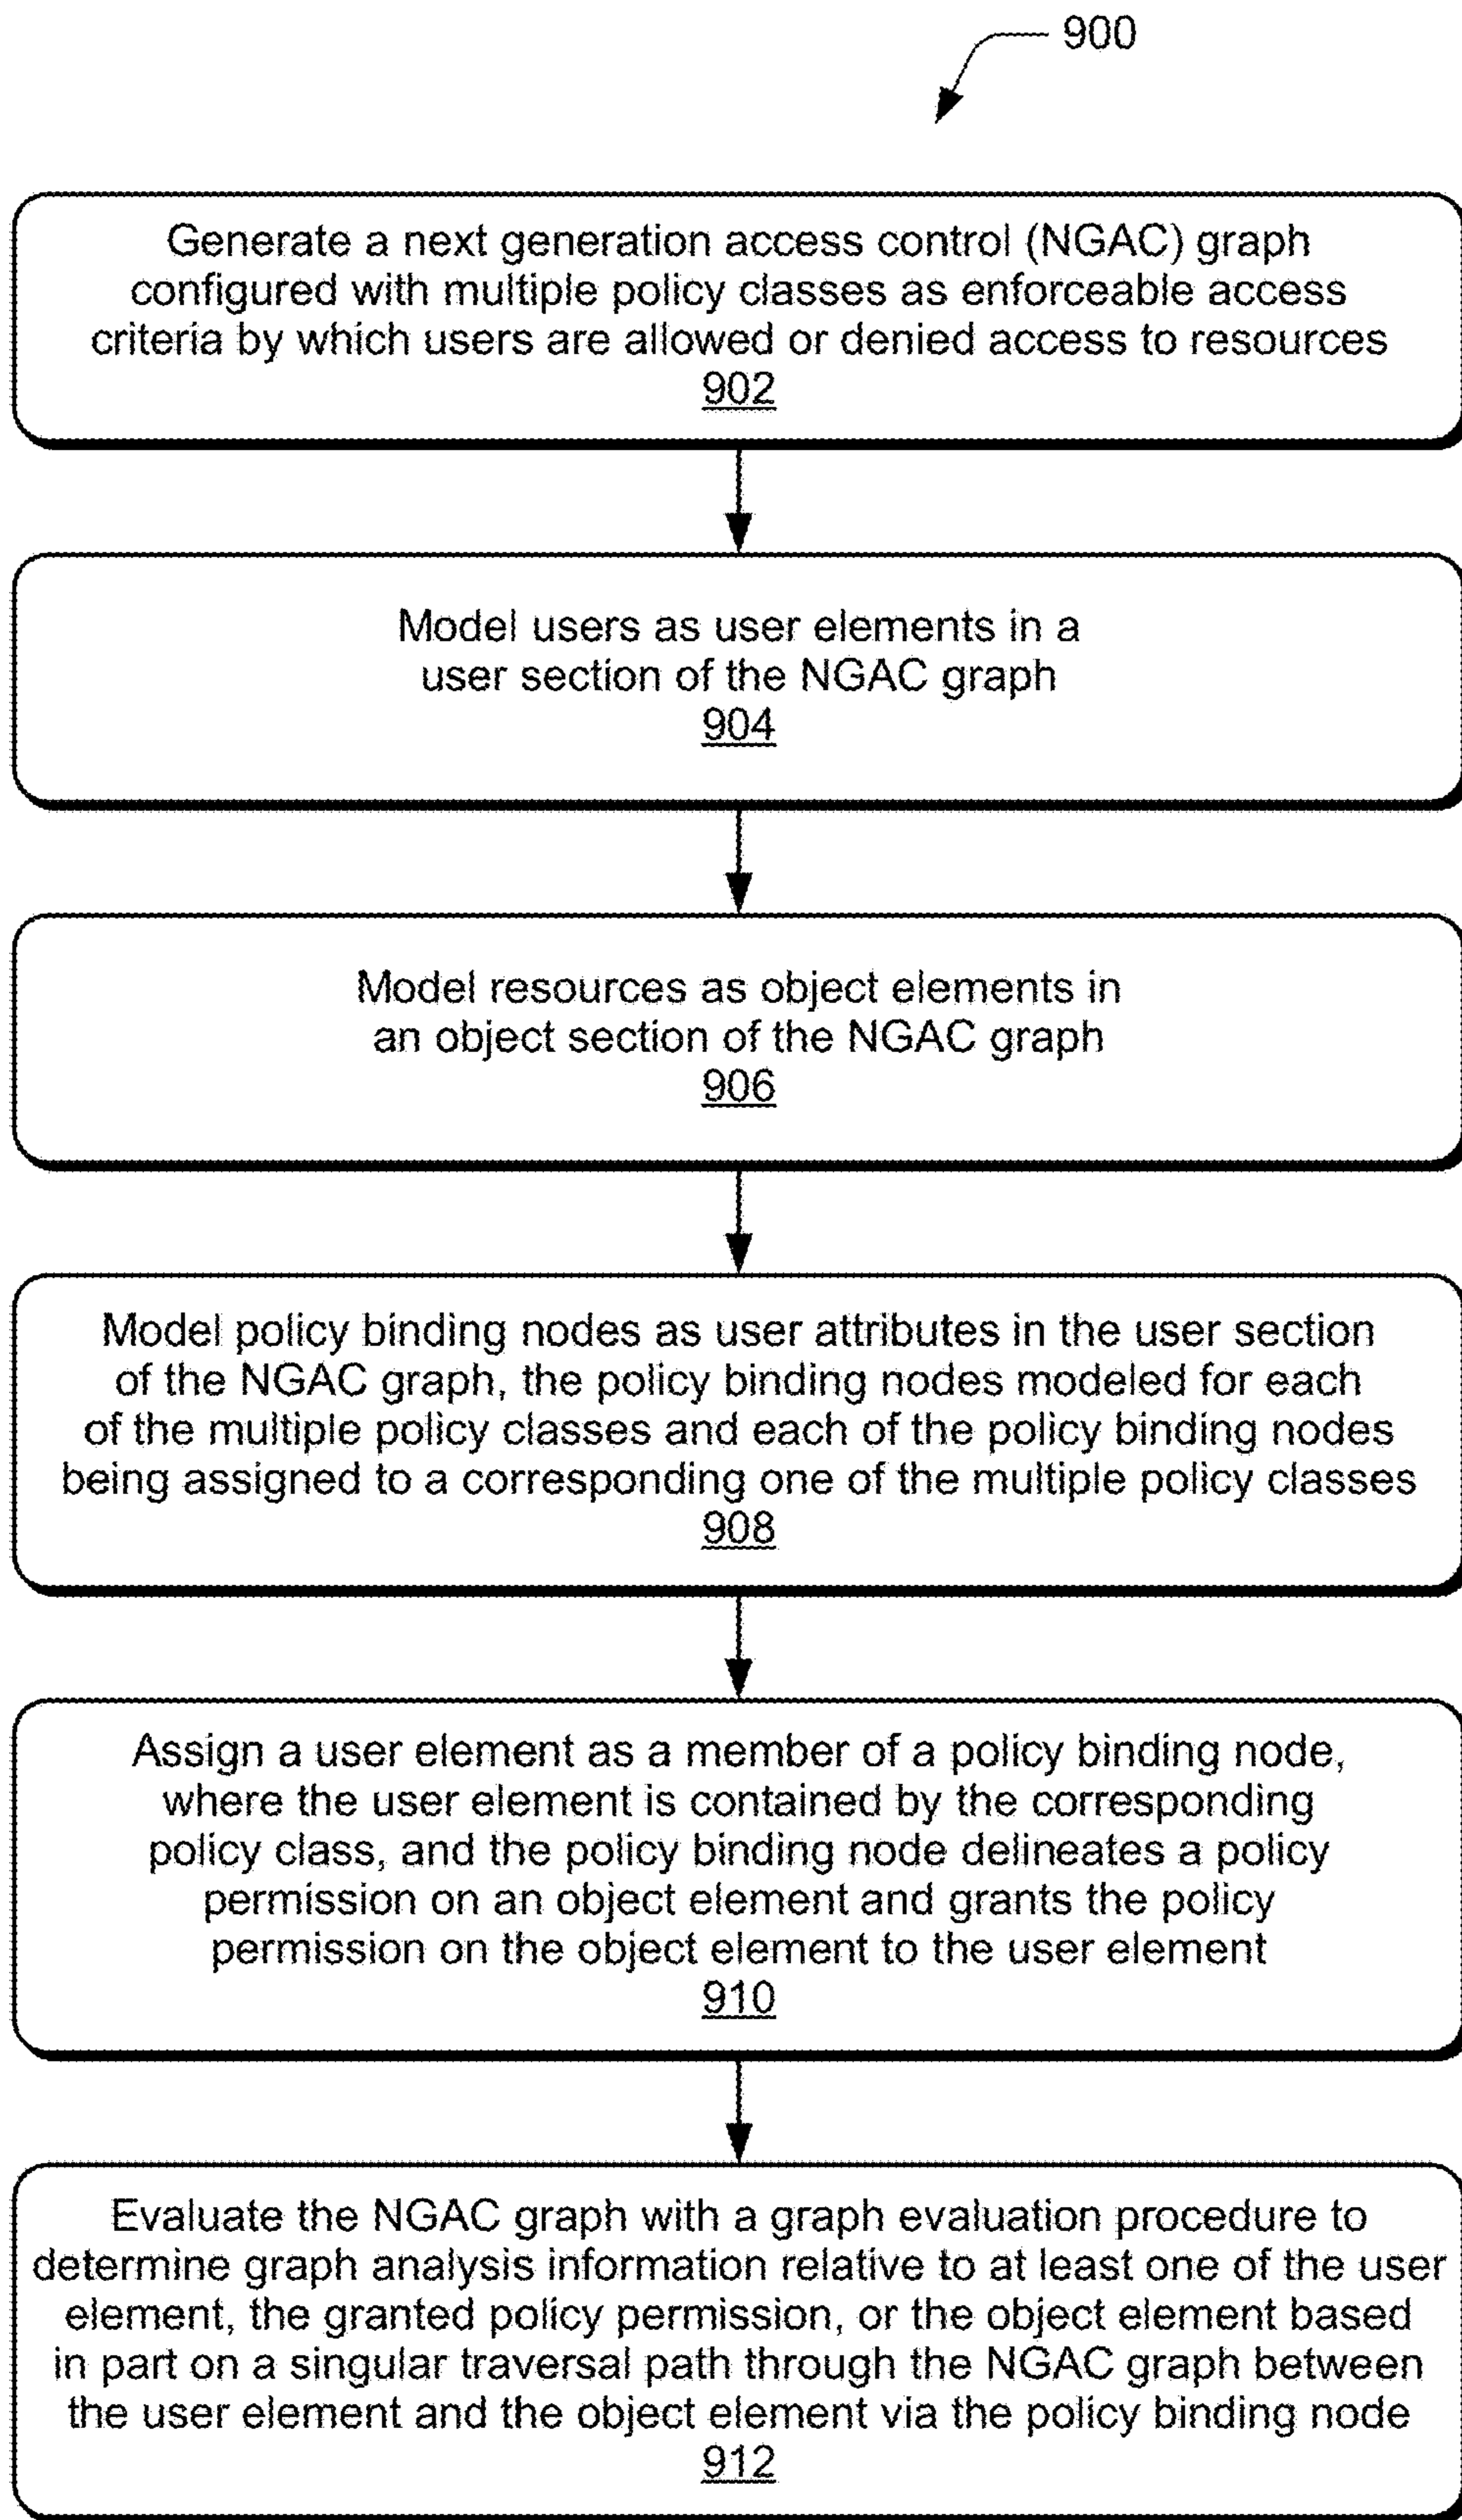 900
Generate a next generation access control (NGAC) graph
configured with multiple policy classes as enforceable access
criteria by which users are allowed or denied access to resources
902
Model users as user elements in a
user section of the NGAC graph
904
Model resources as object elements in
an object section of the NGAC graph
906
Model policy binding nodes as user attributes in the user section
of the NGAC graph, the policy binding nodes modeled for each
of the multiple policy classes and each of the policy binding nodes
being assigned to a corresponding one of the multiple policy classes
908
Assign a user element as a member of a policy binding node,
where the user element is contained by the corresponding
policy class, and the policy binding node delineates a policy
permission on an object element and grants the policy
permission on the object element to the user element
910
Evaluate the NGAC graph with a graph evaluation procedure to
determine graph analysis information relative to at least one of the user
element, the granted policy permission, or the object element based
in part on a singular traversal path through the NGAC graph between
the user element and the object element via the policy binding node
912